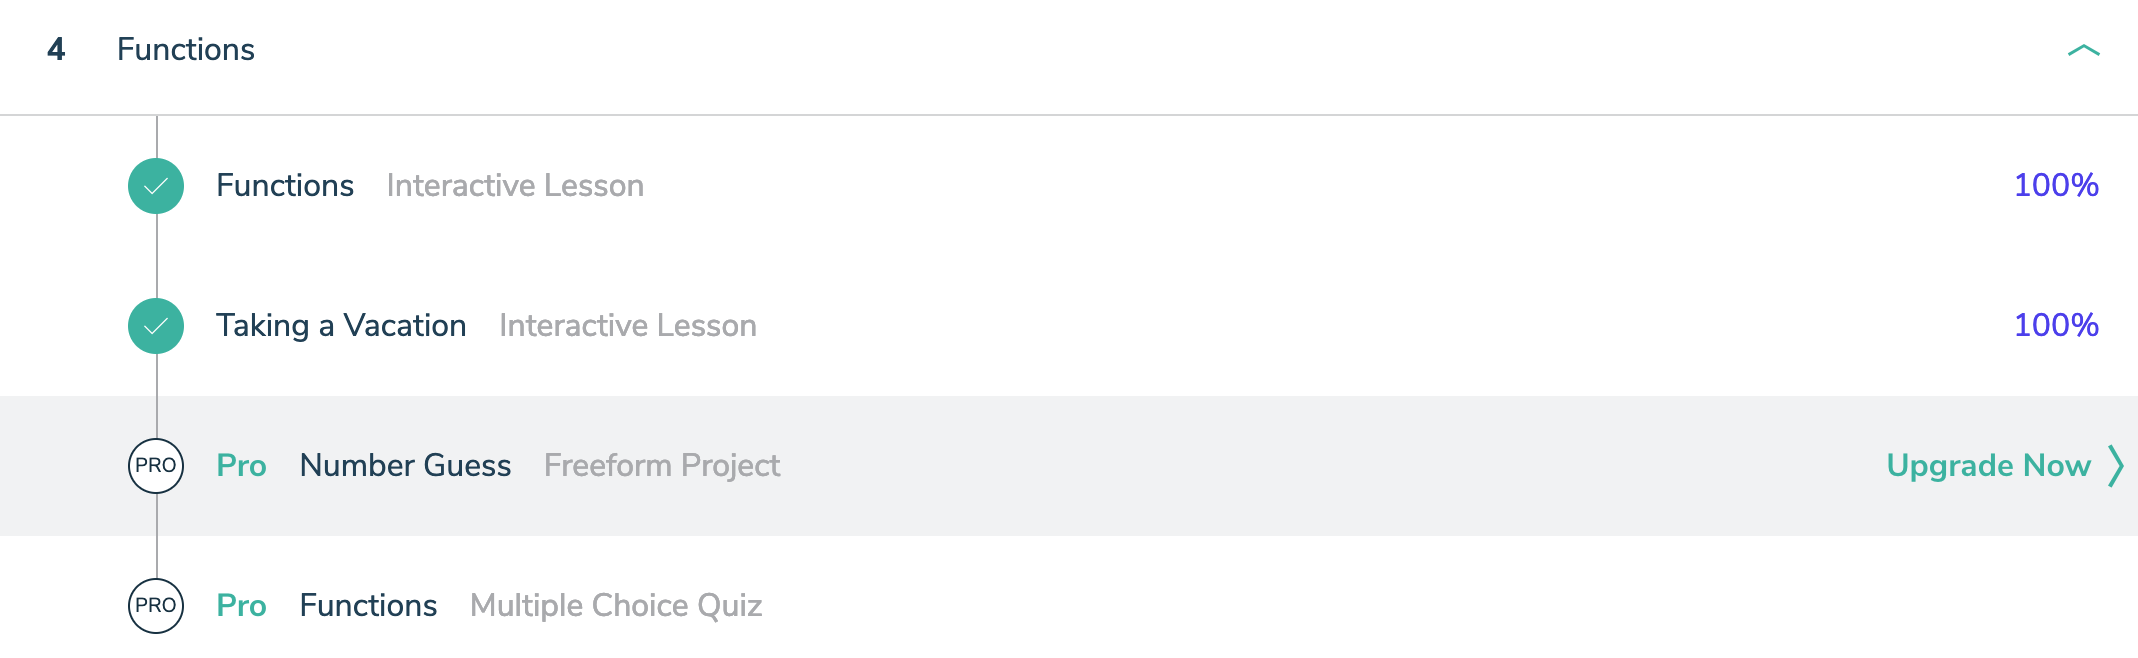 4 Functions
Functions Interactive Lesson 100%
Taking a Vacation Interactive Lesson 100%
PRO Pro Number Guess Freeform Project Upgrade Now
PRO Pro Functions Multiple Choice Quiz